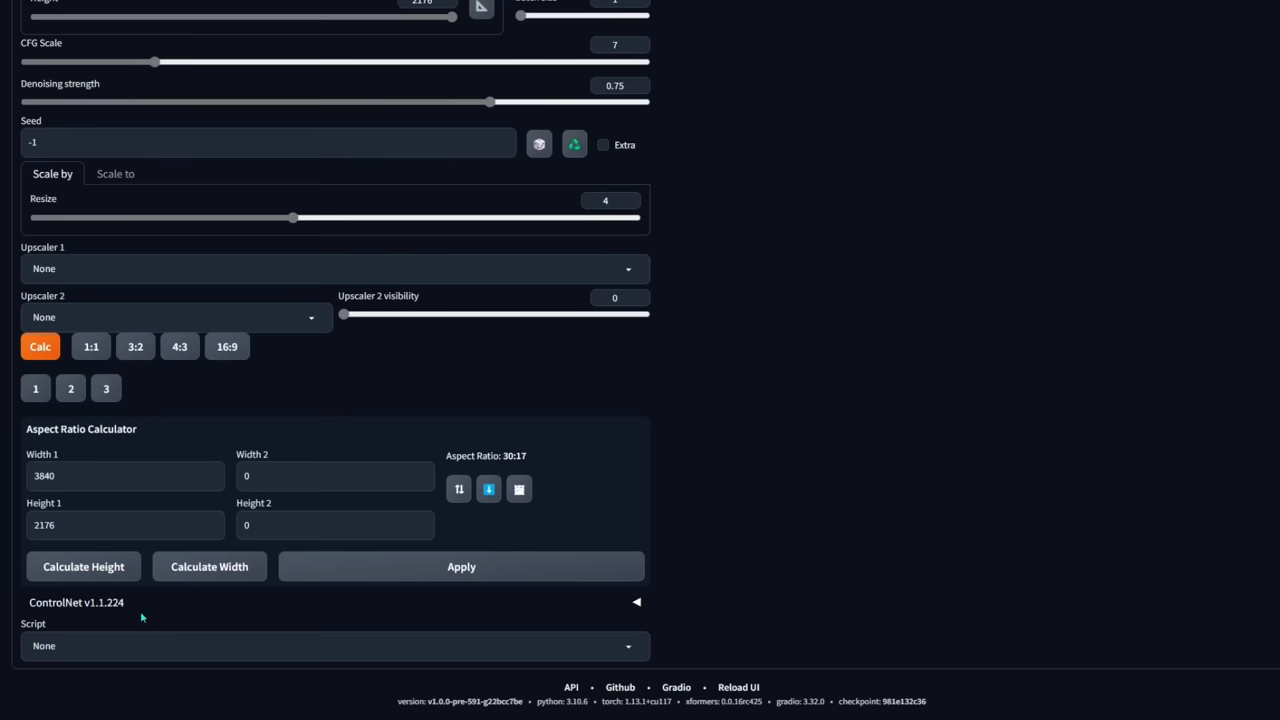 2176
CFG Scale
7
Denoising strength
0.75
Seed
-1
Extra
Scale by
Scale to
Resize
4
Upscaler 1
None
Upscaler 2
Upscaler 2 visibility
0
None
Calc
1:1
3:2
4:3
16:9
1
2
3
Aspect Ratio Calculator
Width 1
Width 2
Aspect Ratio: 30:17
3840
0
Height 1
Height 2
2176
0
Calculate Height
Calculate Width
Apply
ControlNet v1.1.224
Script
None
API • Github • Gradio • Reload UI
version: v1.0.0-pre-591-g22bcc7be • python: 3.10.6 • torch: 1.13.1+cu117 • xformers: 0.0.16rc425 • gradio: 3.32.0 • checkpoint: 981e132c36